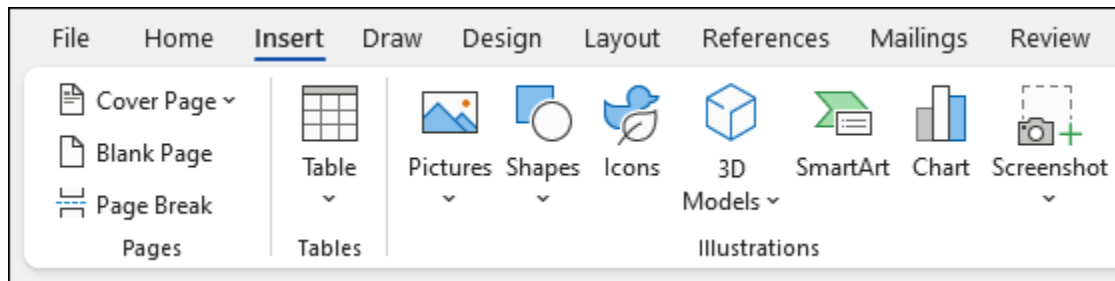 File Home Insert Draw Design Layout References Mailings Review
Cover Page
Blank Page
Page Break
Pages
Table
Tables
Pictures Shapes Icons 3D Models SmartArt Chart Screenshot
Illustrations